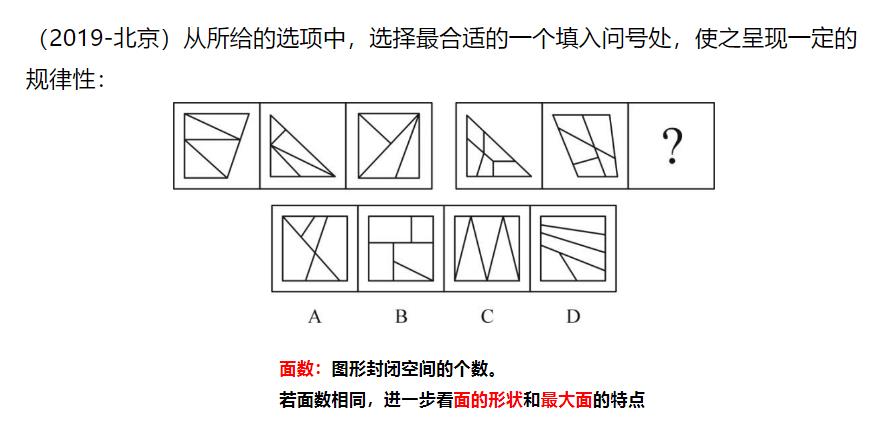 （2019-北京）从所给的选项中，选择最合适的一个填入问号处，使之呈现一定的
规律性：
?
A B C D
面数：图形封闭空间的个数。
若面数相同，进一步看面的形状和最大面的特点